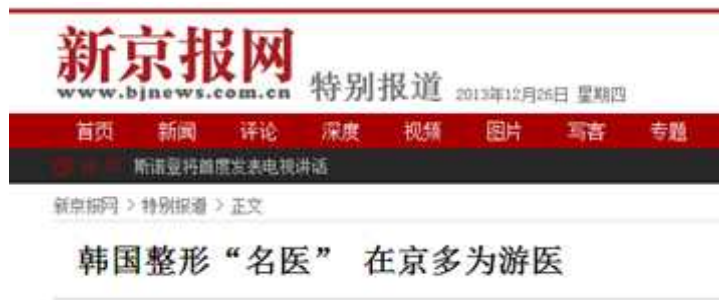 新京报网
www.bjnews.com.cn
特别报道 2013年12月26日 星期四
首页 新闻 评论 深度 视频 图片 写客 专题
斯诺登将首度发表电视讲话
新京报网 > 特别报道 > 正文
韩国整形“名医” 在京多为游医